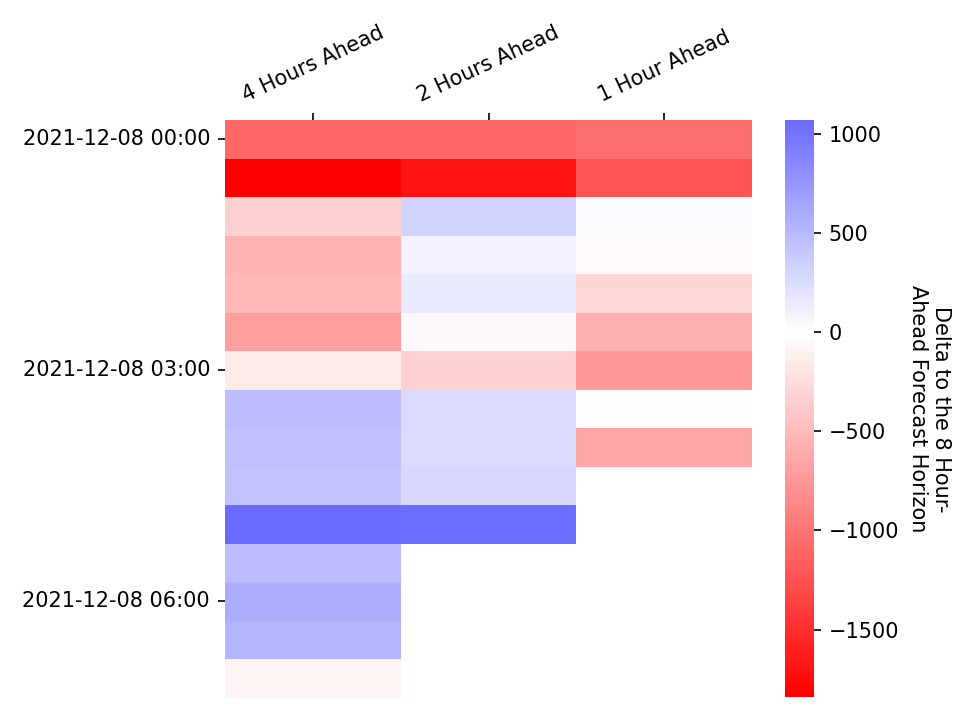 4 Hours Ahead
2 Hours Ahead
1 Hour Ahead
2021-12-08 00:00
2021-12-08 03:00
2021-12-08 06:00
1000
500
0
−500
−1000
−1500
Delta to the 8 Hour-
Ahead Forecast Horizon